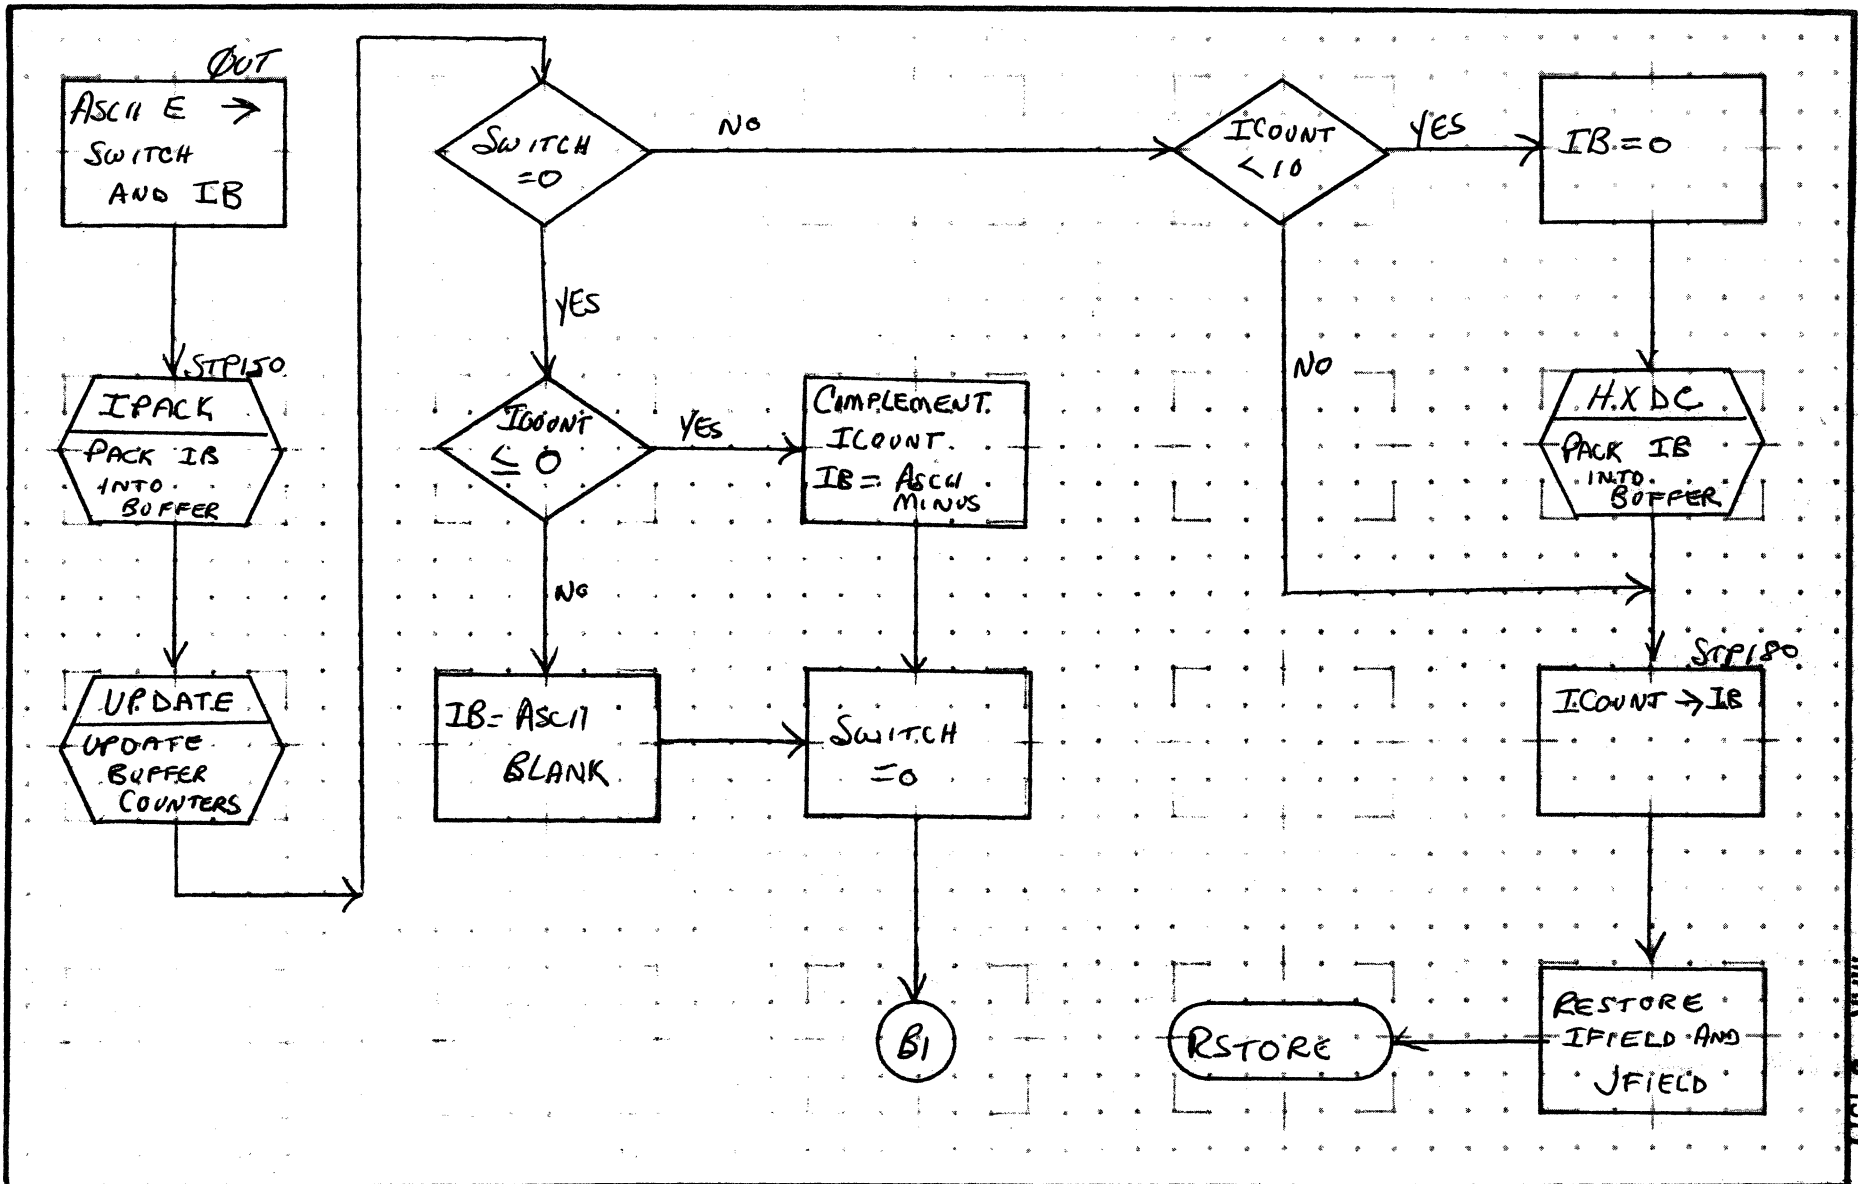 ØUT
ASCII E →
SWITCH
AND IB
STP150
IPACK
PACK IB
INTO
BUFFER
UPDATE
UPDATE
BUFFER
COUNTERS
SWITCH
=0
NO
YES
ICOUNT
≤ 0
YES
NO
COMPLEMENT
ICOUNT.
IB = ASCII
MINUS
IB = ASCII
BLANK
SWITCH
=0
B1
ICOUNT
< 10
YES
NO
IB = 0
HXDC
PACK IB
INTO
BUFFER
STP180
ICOUNT → IB
RESTORE
IFIELD AND
JFIELD
RSTORE